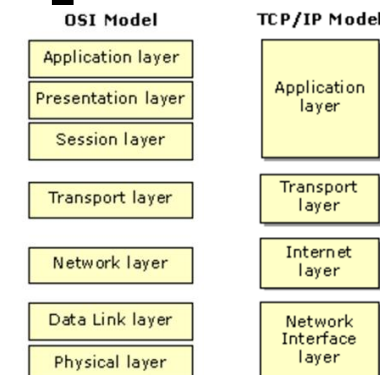 OSI Model
Application layer
Presentation layer
Session layer
Transport layer
Network layer
Data Link layer
Physical layer
TCP/IP Model
Application
layer
Transport
layer
Internet
layer
Network
Interface
layer